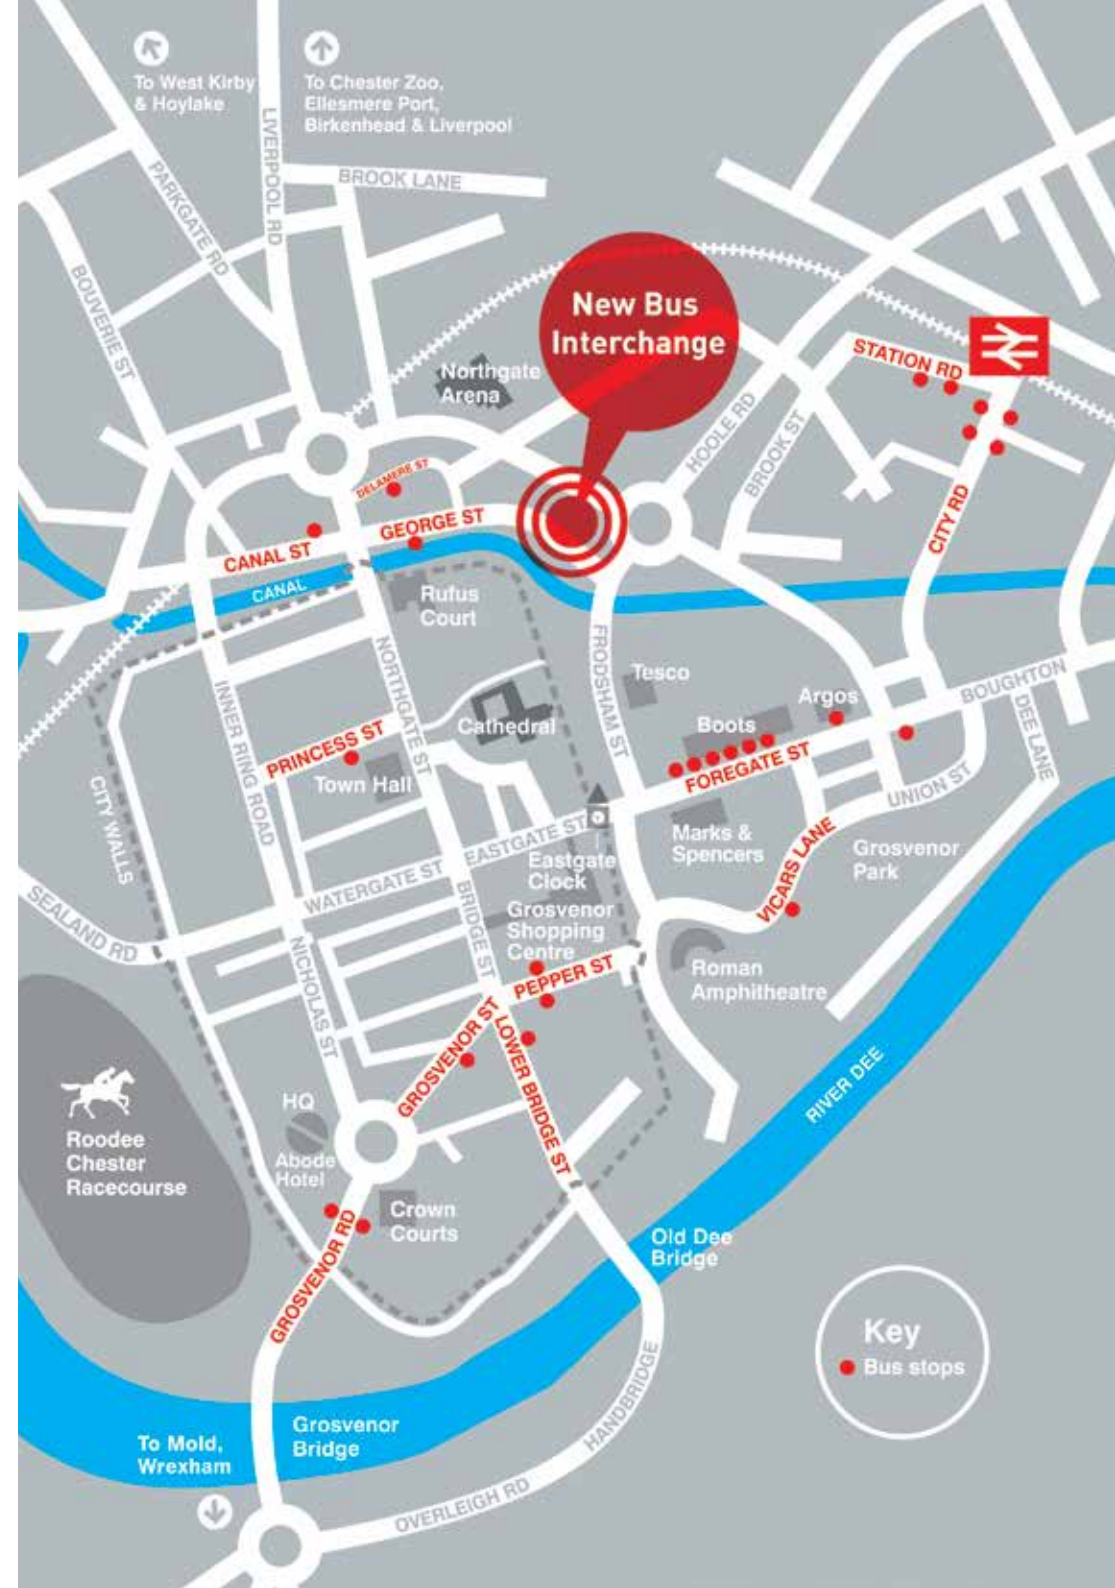 To West Kirby
& Hoylake
To Chester Zoo,
Ellesmere Port,
Birkenhead & Liverpool
LIVERPOOL RD
BROOK LANE
PARKGATE RD
BOUVERIE ST
New Bus
Interchange
Northgate
Arena
STATION RD
HOOLE RD
BROOK ST
DELAMERE ST
GEORGE ST
CITY RD
CANAL ST
CANAL
Rufus
Court
NORTHGATE ST
FRODSHAM ST
Tesco
INNER RING ROAD
Argos
BOUGHTON
DEE LANE
Cathedral
Boots
PRINCESS ST
Town Hall
FOREGATE ST
CITY WALLS
UNION ST
Marks &
Spencers
EASTGATE ST
Eastgate
Clock
VICARS LANE
Grosvenor
Park
WATERGATE ST
SEALAND RD
BRIDGE ST
Grosvenor
Shopping
Centre
NICHOLAS ST
PEPPER ST
Roman
Amphitheatre
GROSVENOR ST
LOWER BRIDGE ST
RIVER DEE
HQ
Roodee
Chester
Racecourse
Abode
Hotel
Crown
Courts
GROSVENOR RD
Old Dee
Bridge
Key
Bus stops
HANDBRIDGE
Grosvenor
Bridge
To Mold,
Wrexham
OVERLEIGH RD